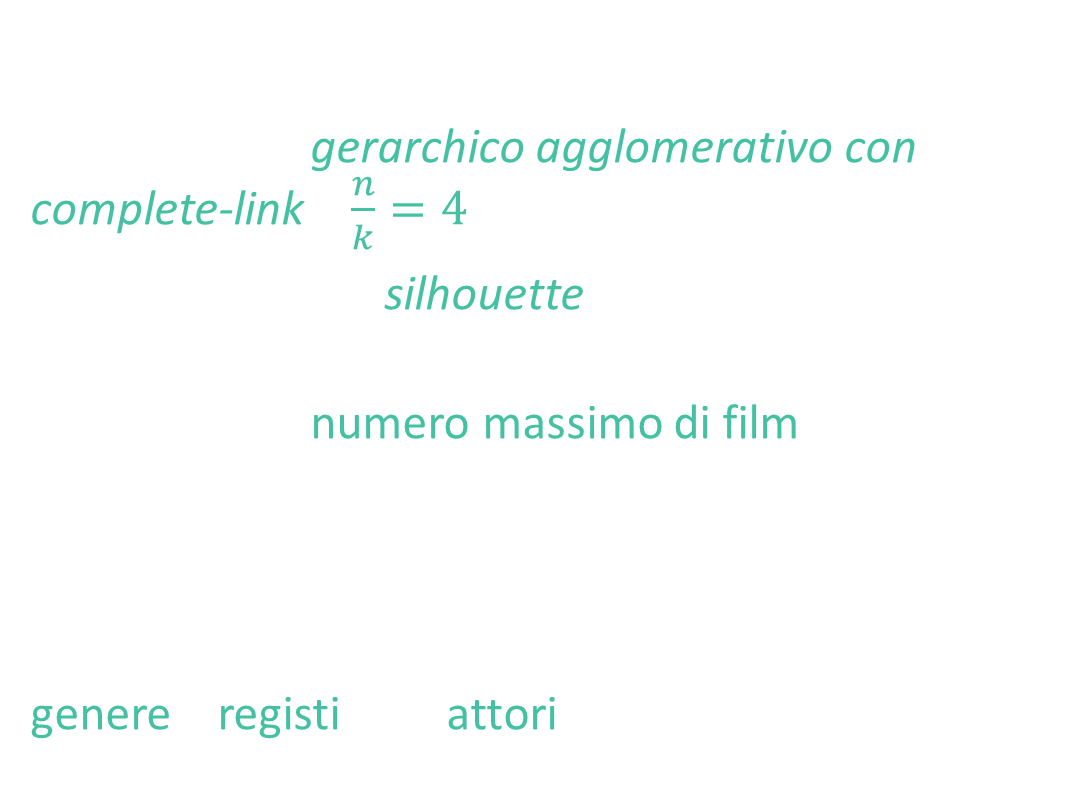 gerarchico agglomerativo con
complete-link n/k = 4
silhouette
numero massimo di film
genere registi attori